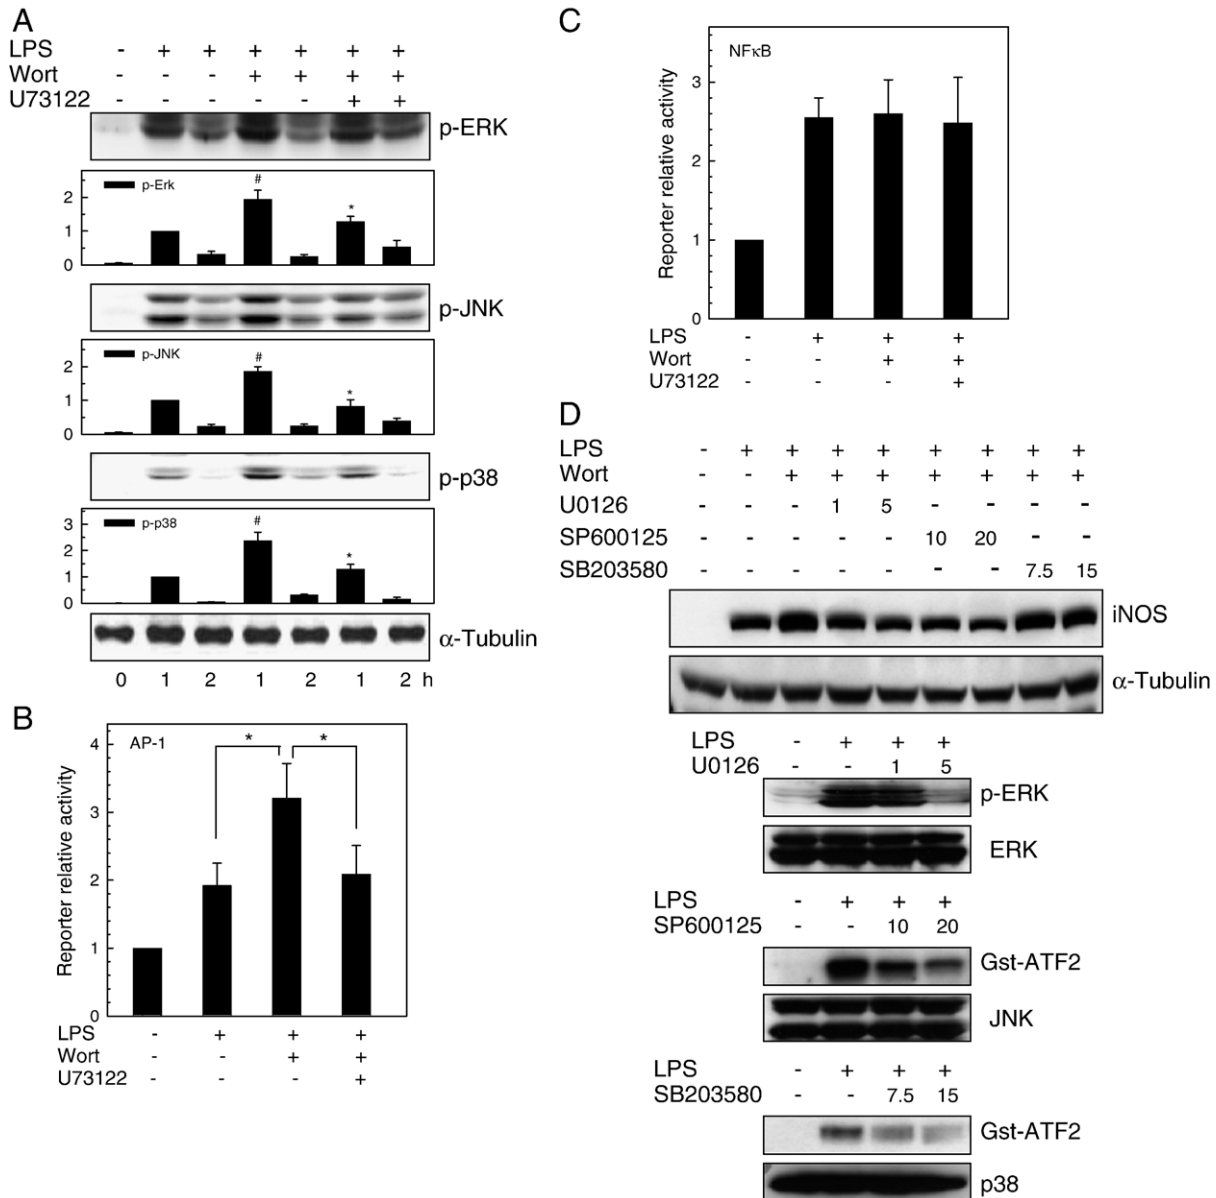 A
LPS - + + + + + +
Wort - - - + + + +
U73122 - - - - - + +
p-ERK
p-Erk
#
*
2
1
0
p-JNK
p-JNK
#
*
2
1
0
p-p38
p-p38
#
*
3
2
1
0
α-Tubulin
0 1 2 1 2 1 2 h
B
AP-1
* *
Reporter relative activity
4
3
2
1
0
LPS - + + +
Wort - - + +
U73122 - - - +
C
NFκB
Reporter relative activity
3
2
1
0
LPS - + + +
Wort - - + +
U73122 - - - +
D
LPS - + + + + + + + +
Wort - - + + + + + + +
U0126 - - - 1 5 - - - -
SP600125 - - - - - 10 20 - -
SB203580 - - - - - - - 7.5 15
iNOS
α-Tubulin
LPS - + + +
U0126 - - 1 5
p-ERK
ERK
LPS - + + +
SP600125 - - 10 20
Gst-ATF2
JNK
LPS - + + +
SB203580 - - 7.5 15
Gst-ATF2
p38